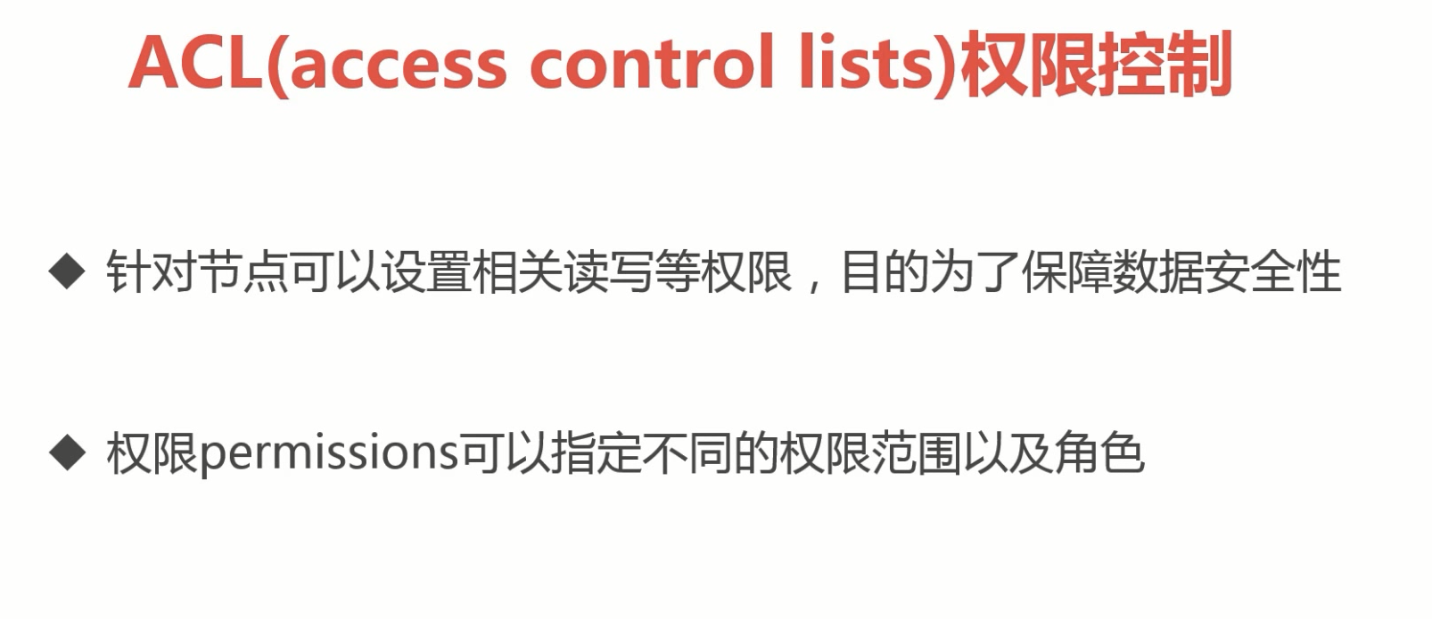 ACL(access control lists)权限控制
◆ 针对节点可以设置相关读写等权限，目的为了保障数据安全性
◆ 权限permissions可以指定不同的权限范围以及角色